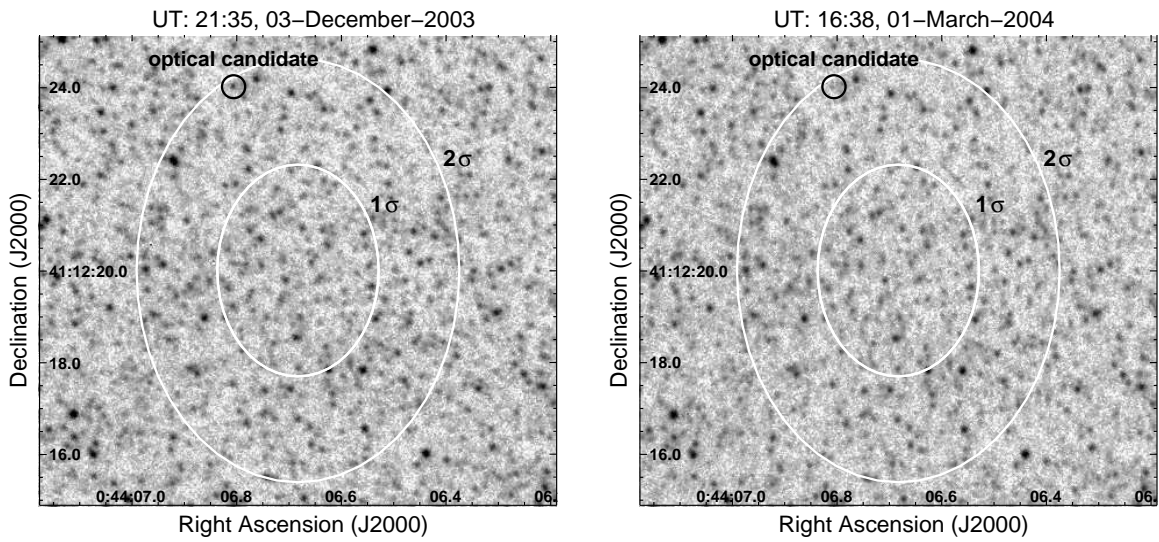 UT: 21:35, 03-December-2003
optical candidate
24.0
2σ
22.0
1σ
41:12:20.0
18.0
16.0
0:44:07.0 06.8 06.6 06.4 06.
Declination (J2000)
Right Ascension (J2000)
UT: 16:38, 01-March-2004
optical candidate
24.0
2σ
22.0
1σ
41:12:20.0
18.0
16.0
0:44:07.0 06.8 06.6 06.4 06.
Declination (J2000)
Right Ascension (J2000)